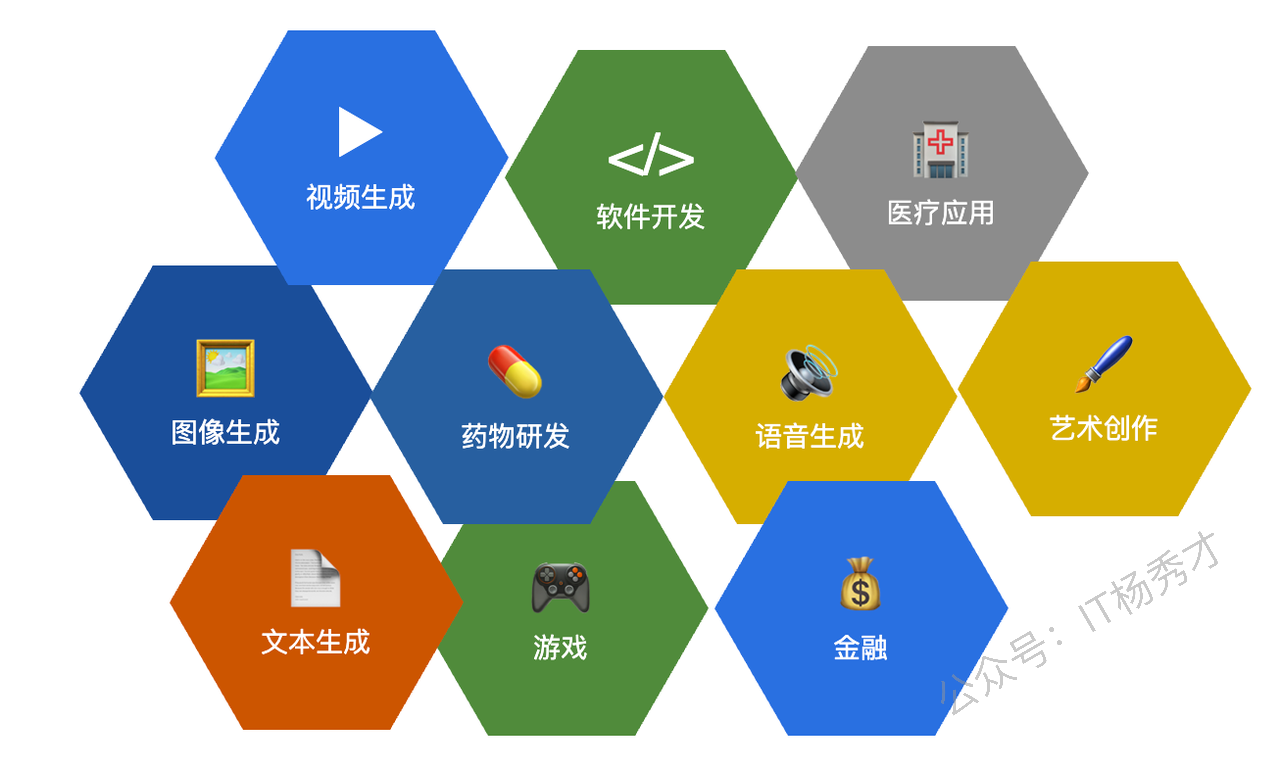 视频生成
</>
软件开发
医疗应用
图像生成
药物研发
语音生成
艺术创作
文本生成
游戏
$
金融
公众号：IT杨秀才